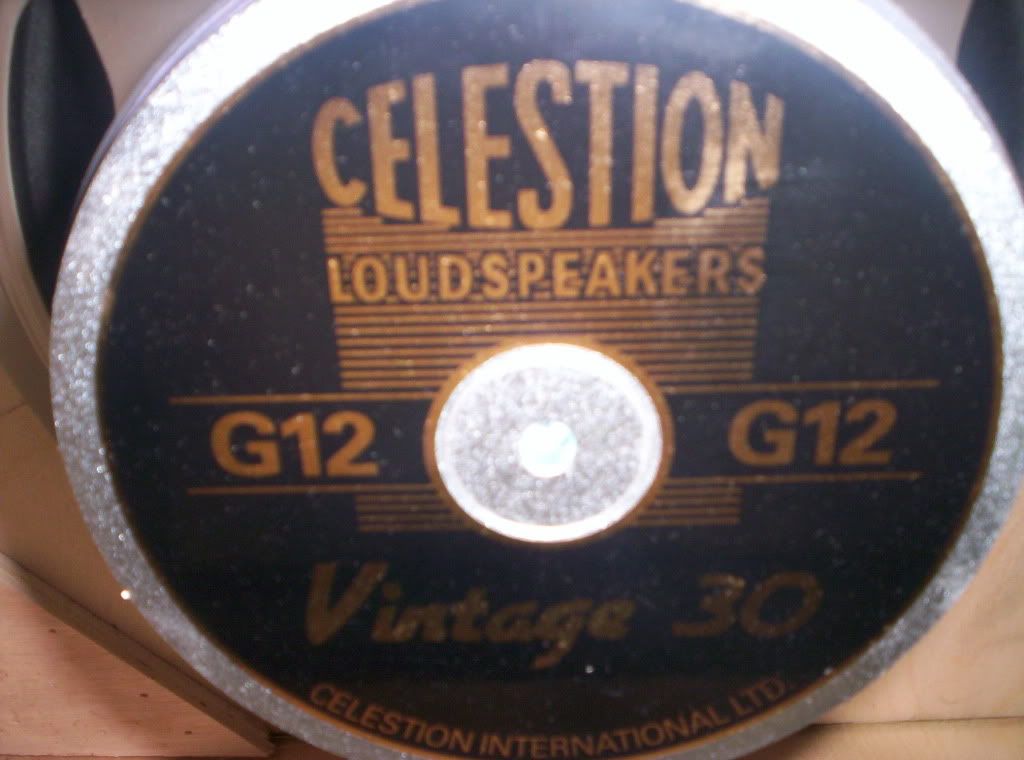 CELESTION
LOUDSPEAKERS
G12 G12
Vintage 30
CELESTION INTERNATIONAL LTD.